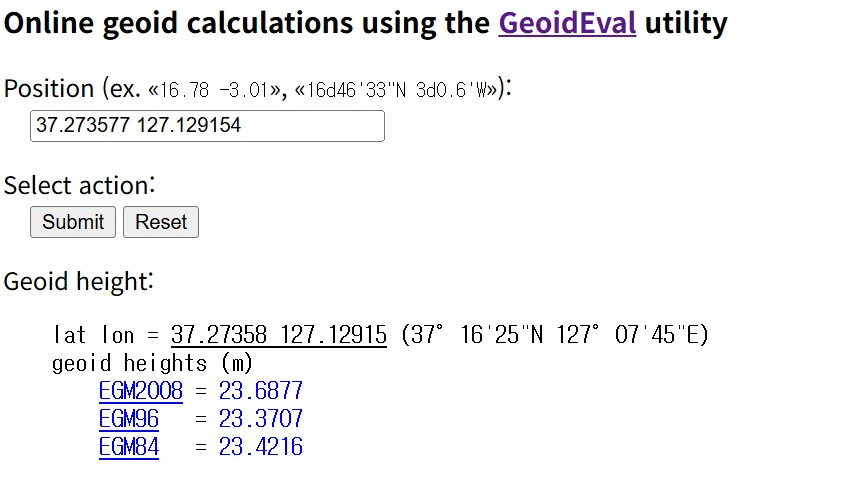 Online geoid calculations using the GeoidEval utility
Position (ex. «16.78 -3.01», «16d46'33"N 3d0.6'W»):
37.273577 127.129154
Select action:
Submit Reset
Geoid height:
lat lon = 37.27358 127.12915 (37° 16'25"N 127° 07'45"E)
geoid heights (m)
EGM2008 = 23.6877
EGM96 = 23.3707
EGM84 = 23.4216